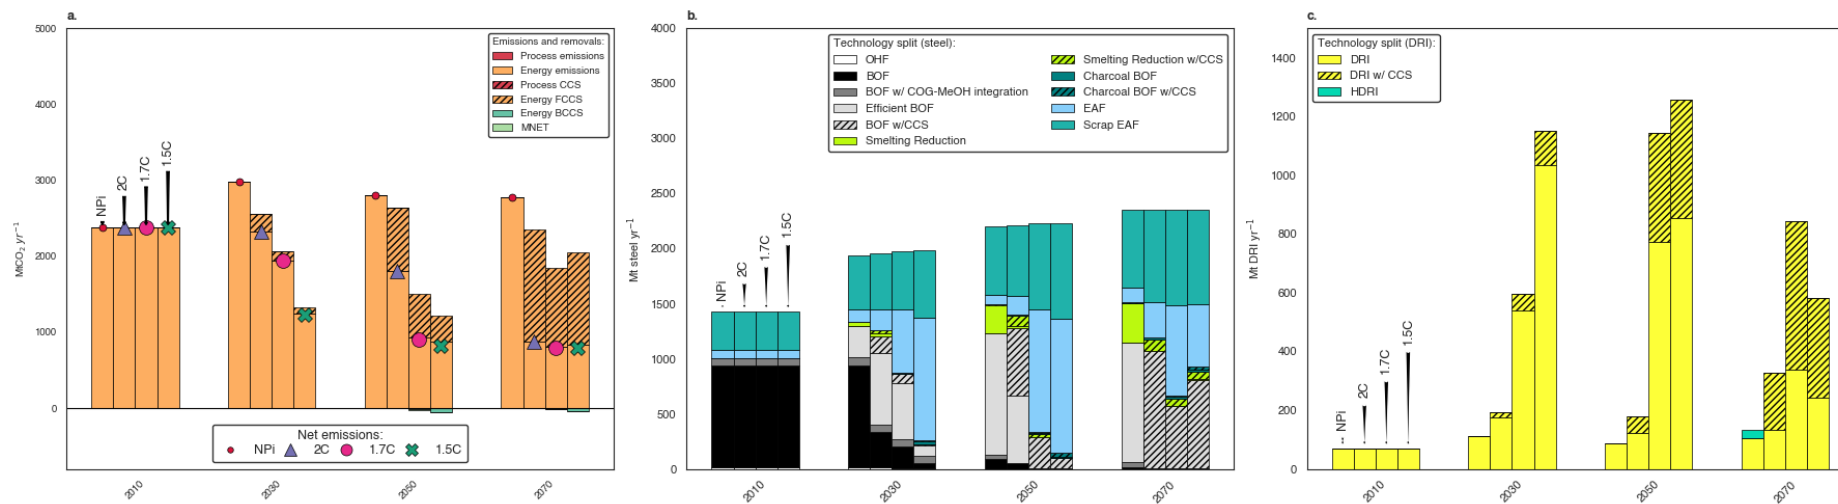 a.
5000
4000
3000
2000
1000
0
MtCO₂ yr⁻¹
Emissions and removals:
Process emissions
Energy emissions
Process CCS
Energy FCCS
Energy BCCS
MNET
NPi
2C
1.7C
1.5C
Net emissions:
NPi 2C 1.7C 1.5C
2010 2030 2050 2070
b.
4000
3500
3000
2500
2000
1500
1000
500
0
Mt steel yr⁻¹
Technology split (steel):
OHF
BOF
BOF w/ COG-MeOH integration
Efficient BOF
BOF w/CCS
Smelting Reduction
Smelting Reduction w/CCS
Charcoal BOF
Charcoal BOF w/CCS
EAF
Scrap EAF
NPi
2C
1.7C
1.5C
2010 2030 2050 2070
c.
1400
1200
1000
800
600
400
200
0
Mt DRI yr⁻¹
Technology split (DRI):
DRI
DRI w/ CCS
HDRI
NPi
2C
1.7C
1.5C
2010 2030 2050 2070